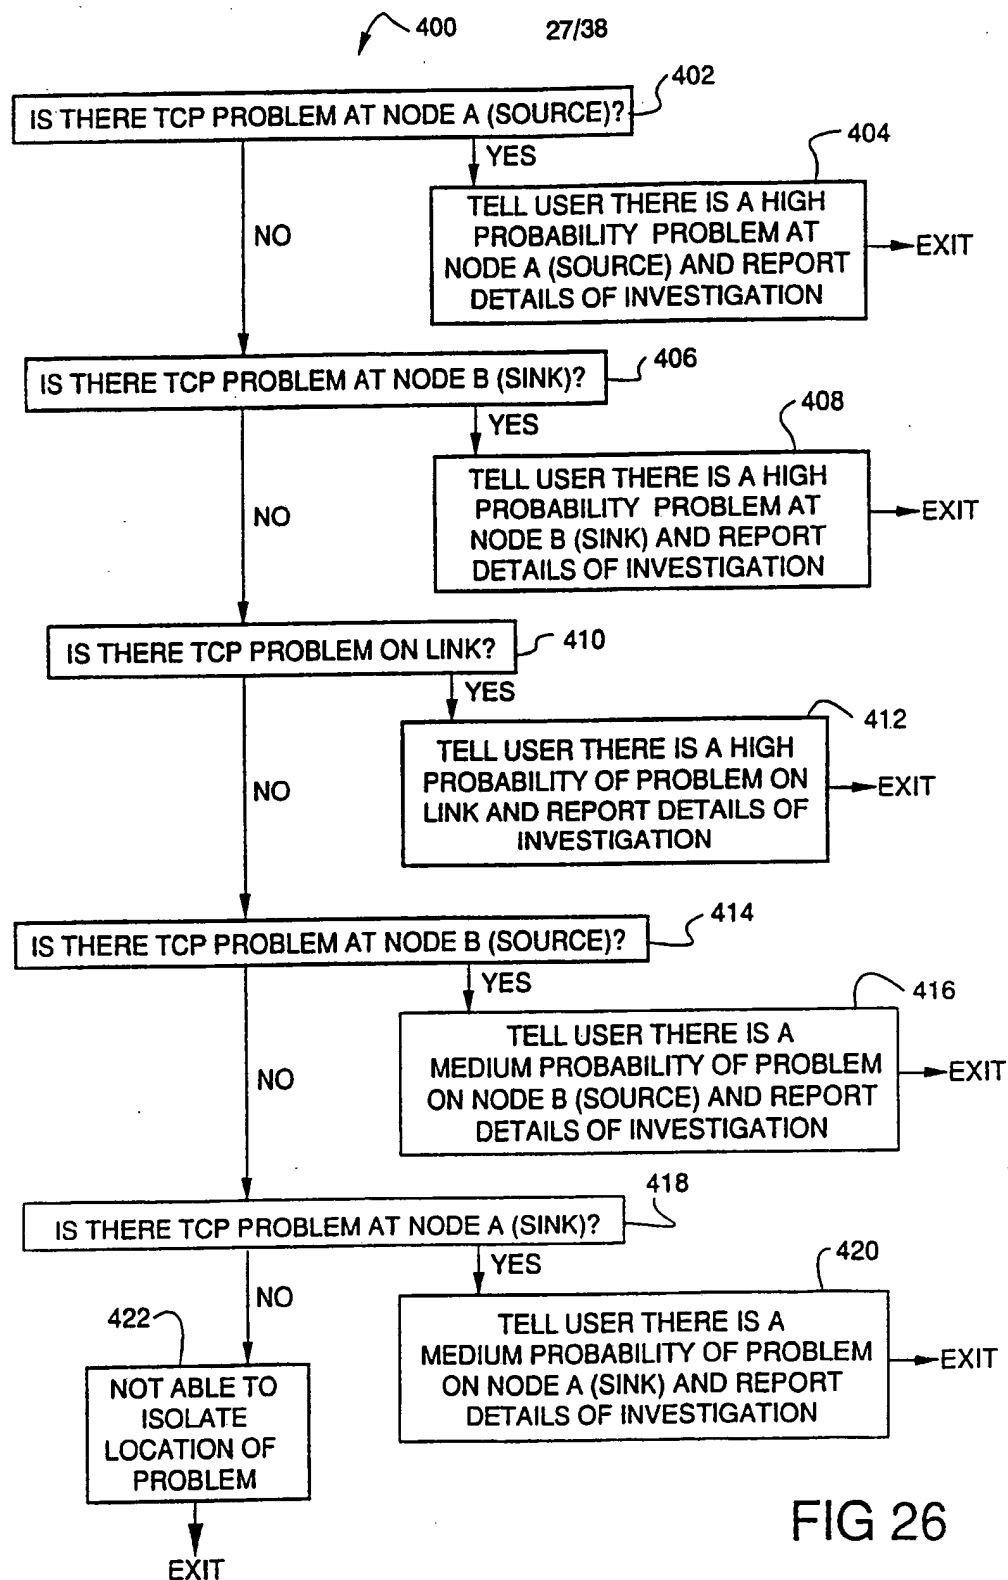 400
27/38
402
IS THERE TCP PROBLEM AT NODE A (SOURCE)?
YES
404
NO
TELL USER THERE IS A HIGH
PROBABILITY PROBLEM AT
NODE A (SOURCE) AND REPORT
DETAILS OF INVESTIGATION
EXIT
406
IS THERE TCP PROBLEM AT NODE B (SINK)?
YES
408
NO
TELL USER THERE IS A HIGH
PROBABILITY PROBLEM AT
NODE B (SINK) AND REPORT
DETAILS OF INVESTIGATION
EXIT
IS THERE TCP PROBLEM ON LINK?
410
YES
412
NO
TELL USER THERE IS A HIGH
PROBABILITY OF PROBLEM ON
LINK AND REPORT DETAILS OF
INVESTIGATION
EXIT
414
IS THERE TCP PROBLEM AT NODE B (SOURCE)?
YES
416
NO
TELL USER THERE IS A
MEDIUM PROBABILITY OF PROBLEM
ON NODE B (SOURCE) AND REPORT
DETAILS OF INVESTIGATION
EXIT
418
IS THERE TCP PROBLEM AT NODE A (SINK)?
YES
420
NO
TELL USER THERE IS A
MEDIUM PROBABILITY OF PROBLEM
ON NODE A (SINK) AND REPORT
DETAILS OF INVESTIGATION
EXIT
422
NOT ABLE TO
ISOLATE
LOCATION OF
PROBLEM
EXIT
FIG 26